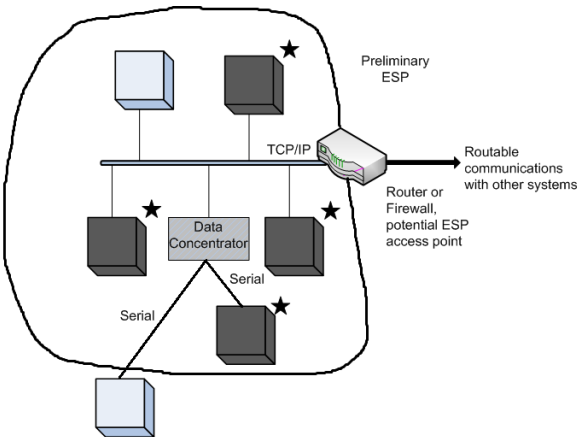 Preliminary
ESP
TCP/IP
Routable
communications
with other systems
Router or
Firewall,
potential ESP
access point
Data
Concentrator
Serial
Serial